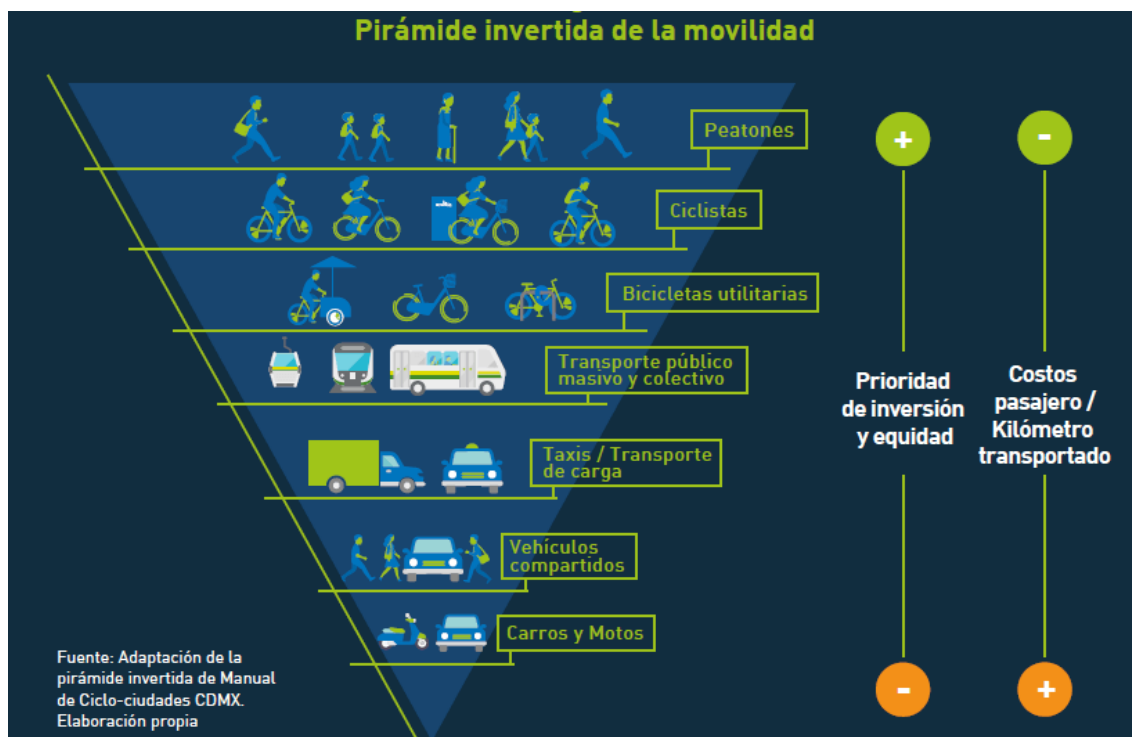 Pirámide invertida de la movilidad
+
-
Peatones
Ciclistas
Bicicletas utilitarias
Transporte público
masivo y colectivo
Prioridad
de inversión
y equidad
Costos
pasajero /
Kilómetro
transportado
Taxis / Transporte
de carga
Vehículos
compartidos
Carros y Motos
Fuente: Adaptación de la
pirámide invertida de Manual
de Ciclo-ciudades CDMX.
Elaboración propia
-
+